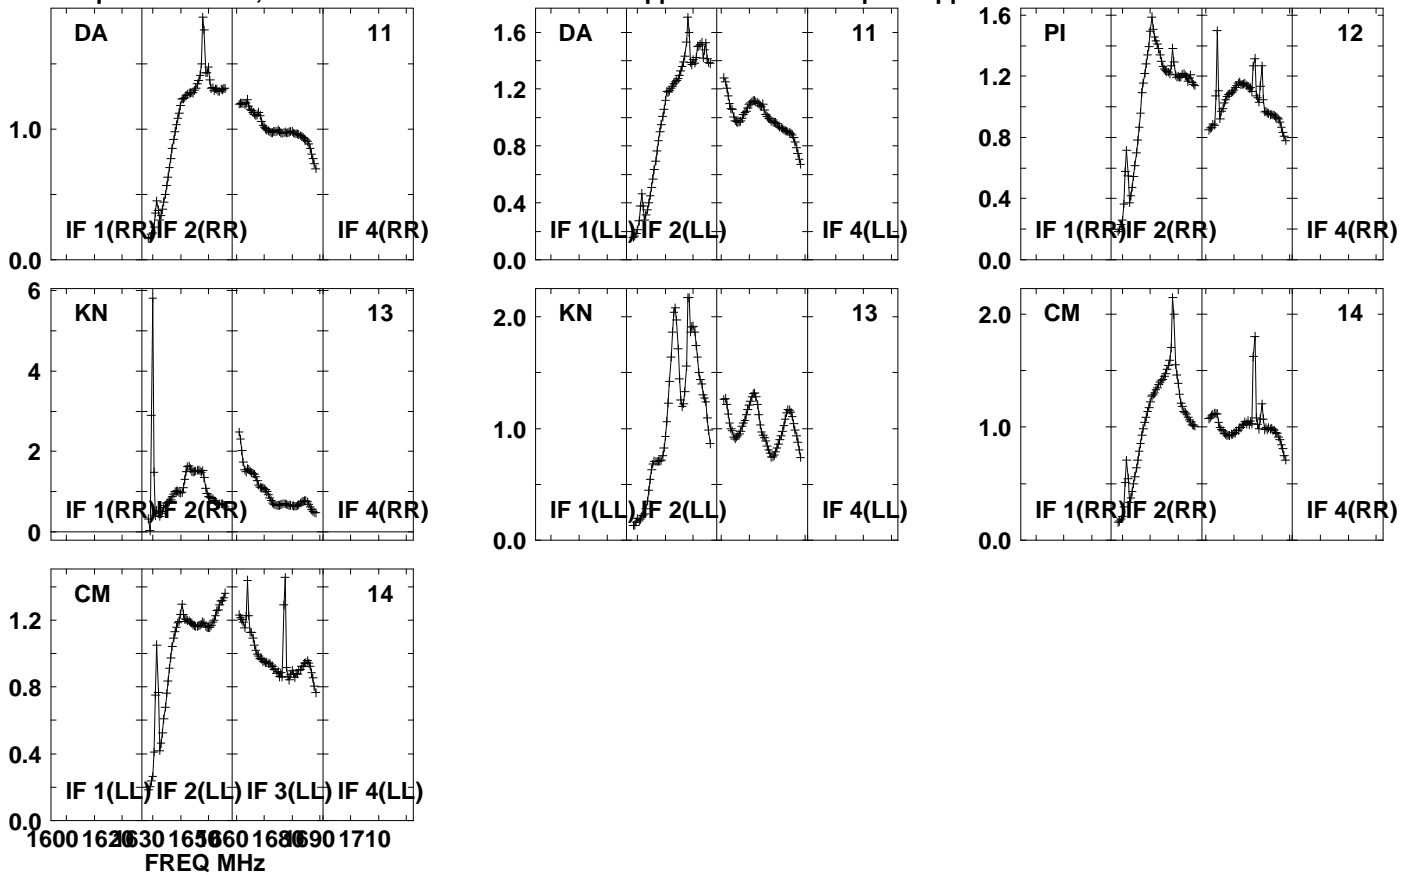 DA 11
1.0
0.0
IF 1(RR) IF 2(RR) IF 4(RR)
DA 11
1.6
1.2
0.8
0.4
0.0
IF 1(LL) IF 2(LL) IF 4(LL)
PI 12
1.6
1.2
0.8
0.4
0.0
IF 1(RR) IF 2(RR) IF 4(RR)
KN 13
6
4
2
0
IF 1(RR) IF 2(RR) IF 4(RR)
KN 13
2.0
1.0
0.0
IF 1(LL) IF 2(LL) IF 4(LL)
CM 14
2.0
1.0
0.0
IF 1(RR) IF 2(RR) IF 4(RR)
CM 14
1.2
0.8
0.4
0.0
IF 1(LL) IF 2(LL) IF 3(LL) IF 4(LL)
1600 1620 1630 1650 1660 1680 1690 1710
FREQ MHz